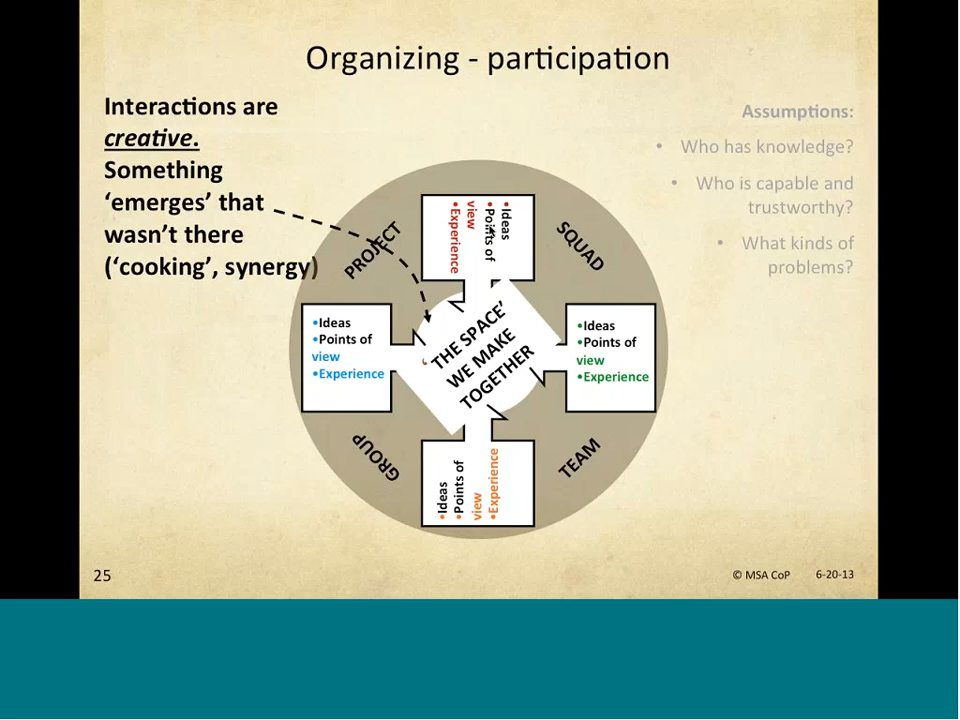 Organizing - participation
Interactions are
creative.
Something
‘emerges’ that
wasn’t there
(‘cooking’, synergy)
Assumptions:
• Who has knowledge?
• Who is capable and
trustworthy?
• What kinds of
problems?
PROJECT
SQUAD
•Ideas
•Points of
view
•Experience
•Ideas
•Points of
view
•Experience
‘THE SPACE’
WE MAKE
TOGETHER
•Ideas
•Points of
view
•Experience
GROUP
TEAM
•Ideas
•Points of
view
•Experience
25
© MSA CoP 6-20-13